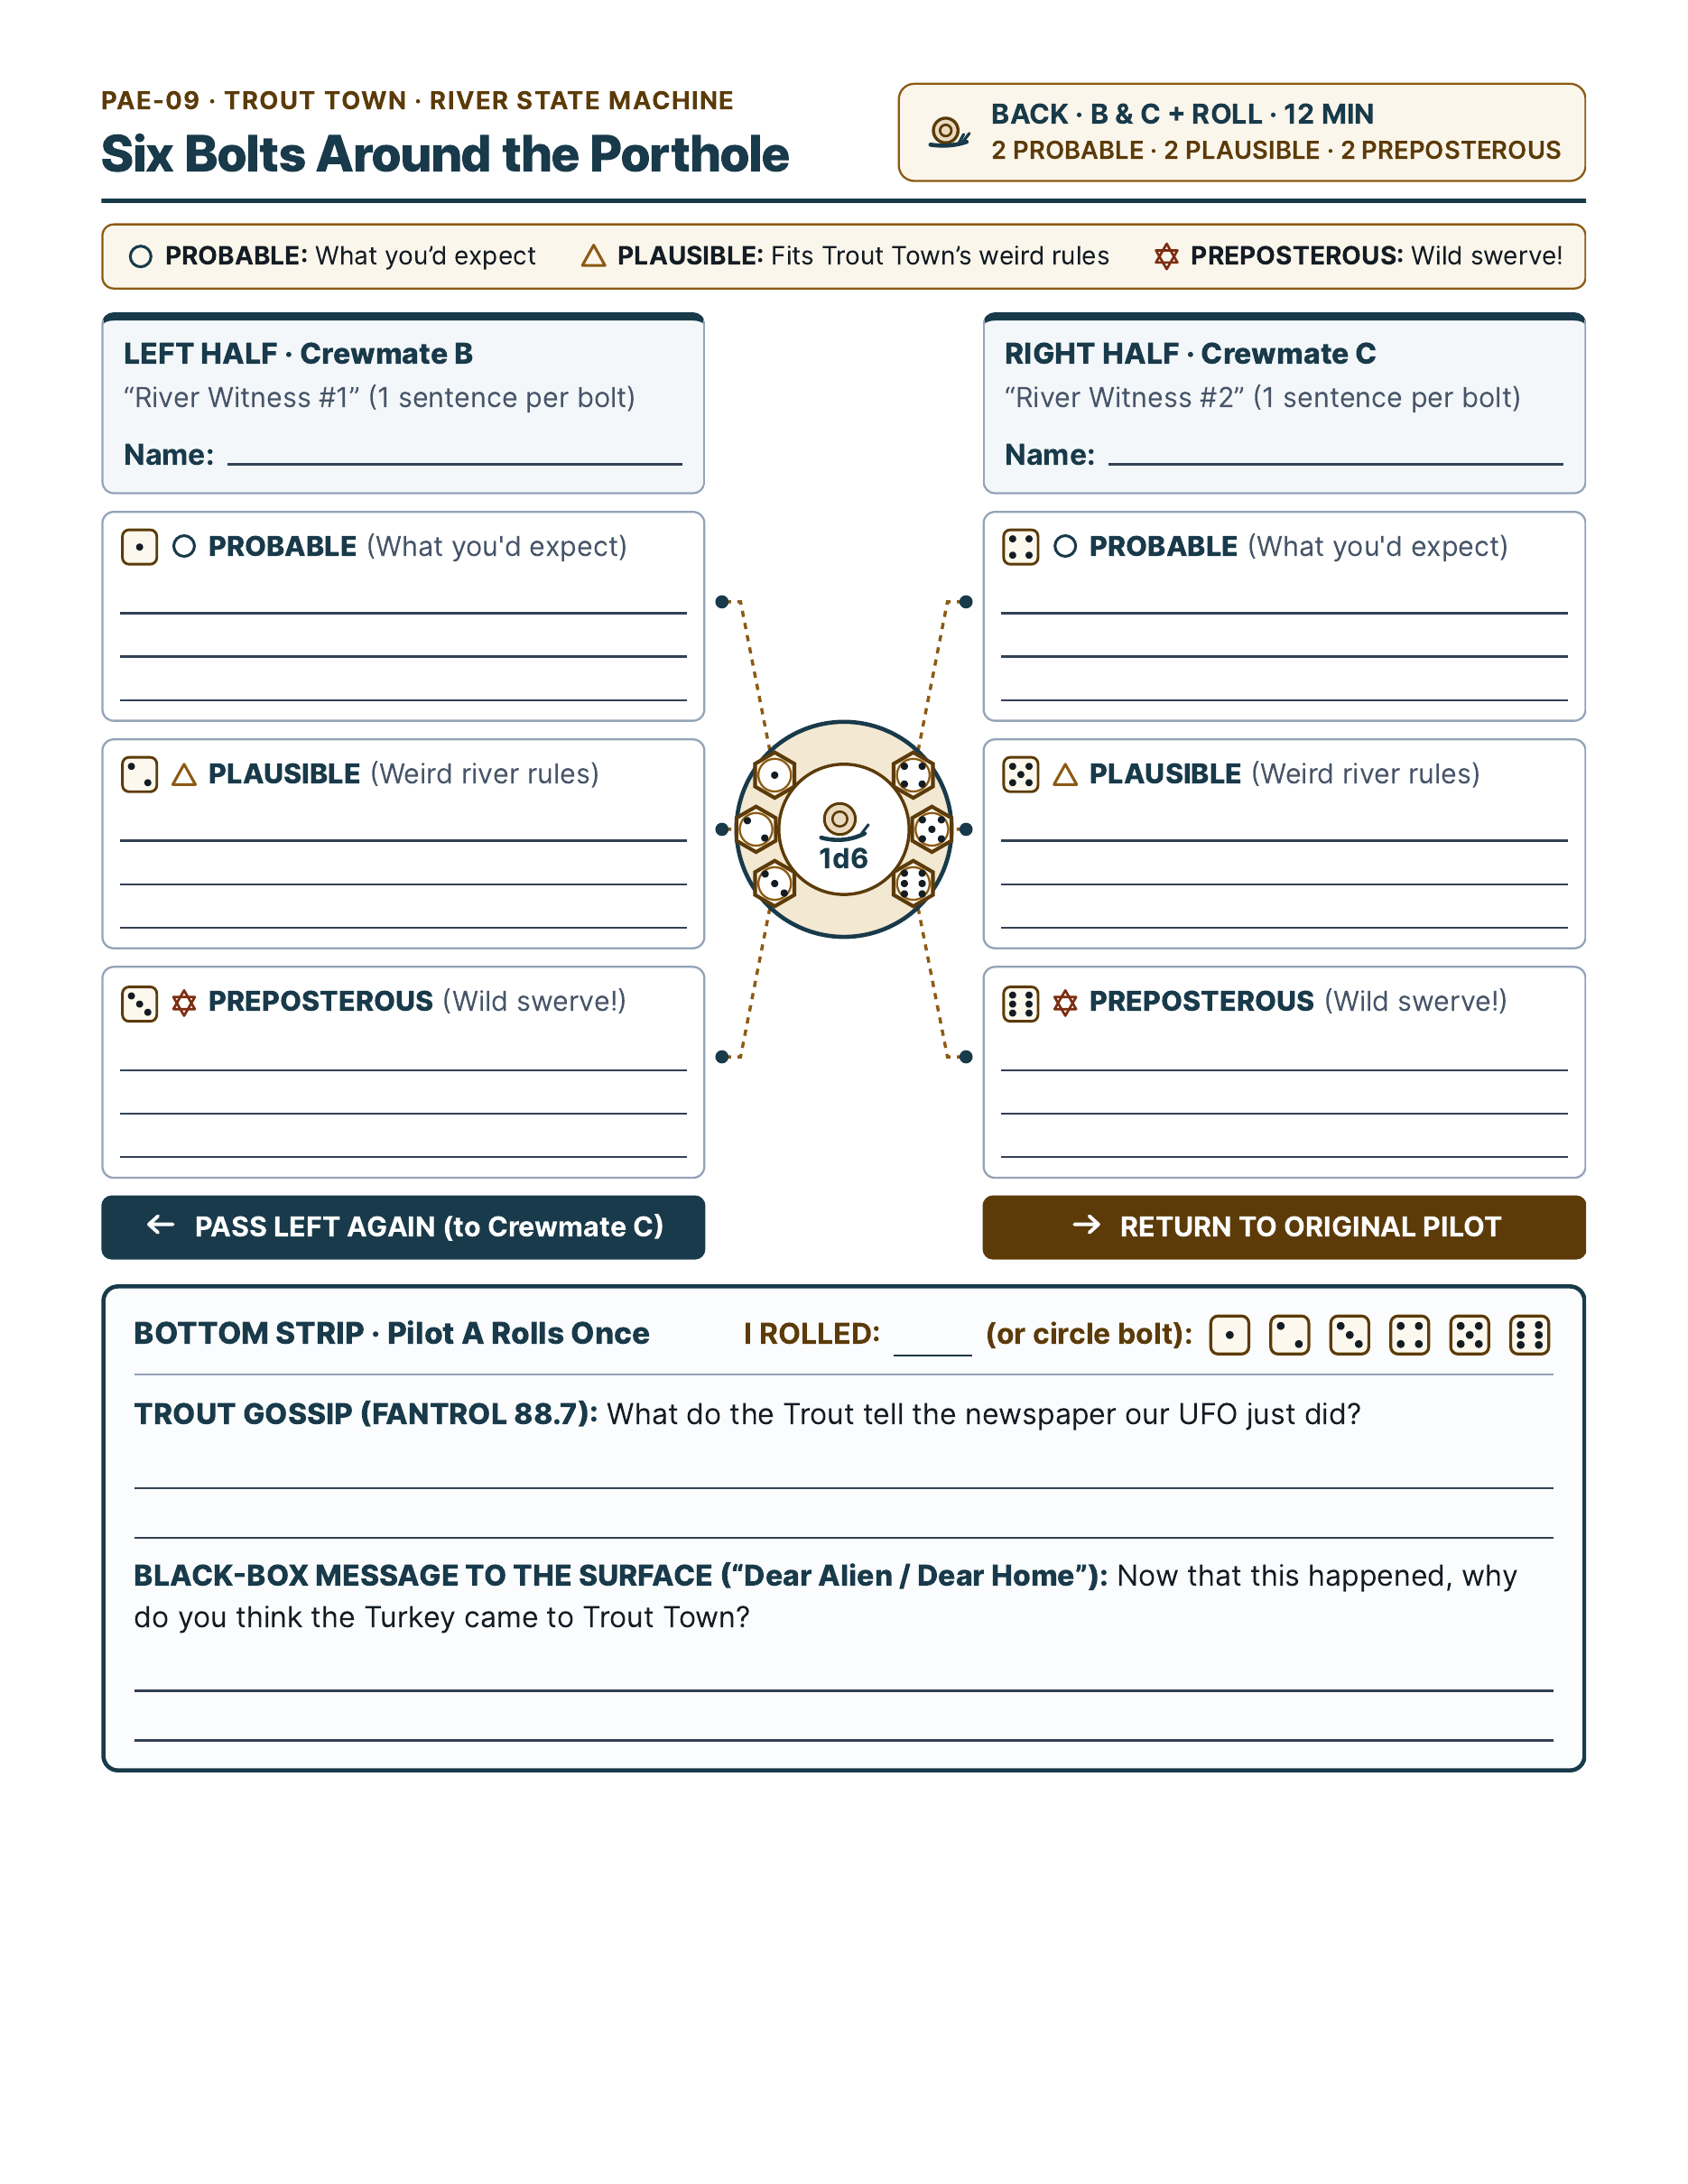 PAE-09 · TROUT TOWN · RIVER STATE MACHINE
Six Bolts Around the Porthole
BACK · B & C + ROLL · 12 MIN
2 PROBABLE · 2 PLAUSIBLE · 2 PREPOSTEROUS
PROBABLE: What you’d expect
PLAUSIBLE: Fits Trout Town’s weird rules
PREPOSTEROUS: Wild swerve!
LEFT HALF · Crewmate B
“River Witness #1” (1 sentence per bolt)
Name:
PROBABLE (What you'd expect)
PLAUSIBLE (Weird river rules)
PREPOSTEROUS (Wild swerve!)
← PASS LEFT AGAIN (to Crewmate C)
1d6
RIGHT HALF · Crewmate C
“River Witness #2” (1 sentence per bolt)
Name:
PROBABLE (What you'd expect)
PLAUSIBLE (Weird river rules)
PREPOSTEROUS (Wild swerve!)
→ RETURN TO ORIGINAL PILOT
BOTTOM STRIP · Pilot A Rolls Once
I ROLLED: (or circle bolt):
TROUT GOSSIP (FANTROL 88.7): What do the Trout tell the newspaper our UFO just did?
BLACK-BOX MESSAGE TO THE SURFACE (“Dear Alien / Dear Home”): Now that this happened, why
do you think the Turkey came to Trout Town?